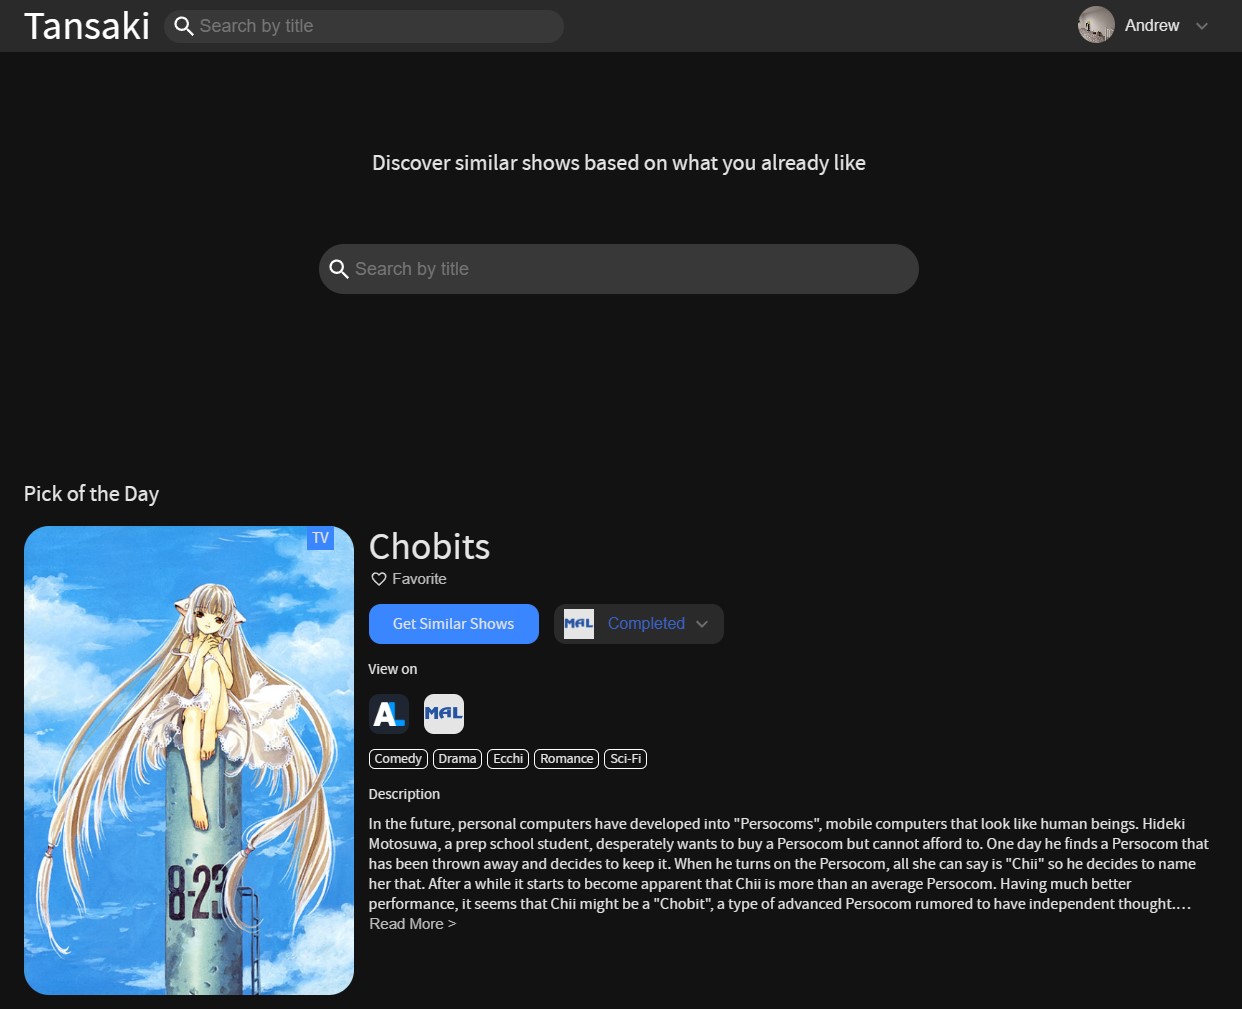 Tansaki
Search by title
Andrew
Discover similar shows based on what you already like
Search by title
Pick of the Day
TV
8-23
Chobits
Favorite
Get Similar Shows
MAL
Completed
View on
AL
MAL
Comedy
Drama
Ecchi
Romance
Sci-Fi
Description
In the future, personal computers have developed into "Persocoms", mobile computers that look like human beings. Hideki
Motosuwa, a prep school student, desperately wants to buy a Persocom but cannot afford to. One day he finds a Persocom that
has been thrown away and decides to keep it. When he turns on the Persocom, all she can say is "Chii" so he decides to name
her that. After a while it starts to become apparent that Chii is more than an average Persocom. Having much better
performance, it seems that Chii might be a "Chobit", a type of advanced Persocom rumored to have independent thought.…
Read More >